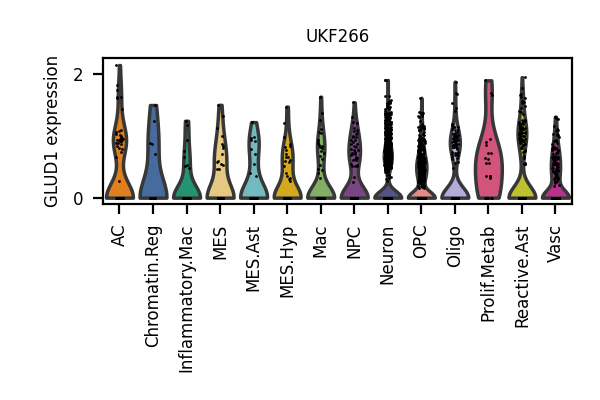 UKF266
GLUD1 expression
2
0
AC
Chromatin.Reg
Inflammatory.Mac
MES
MES.Ast
MES.Hyp
Mac
NPC
Neuron
OPC
Oligo
Prolif.Metab
Reactive.Ast
Vasc